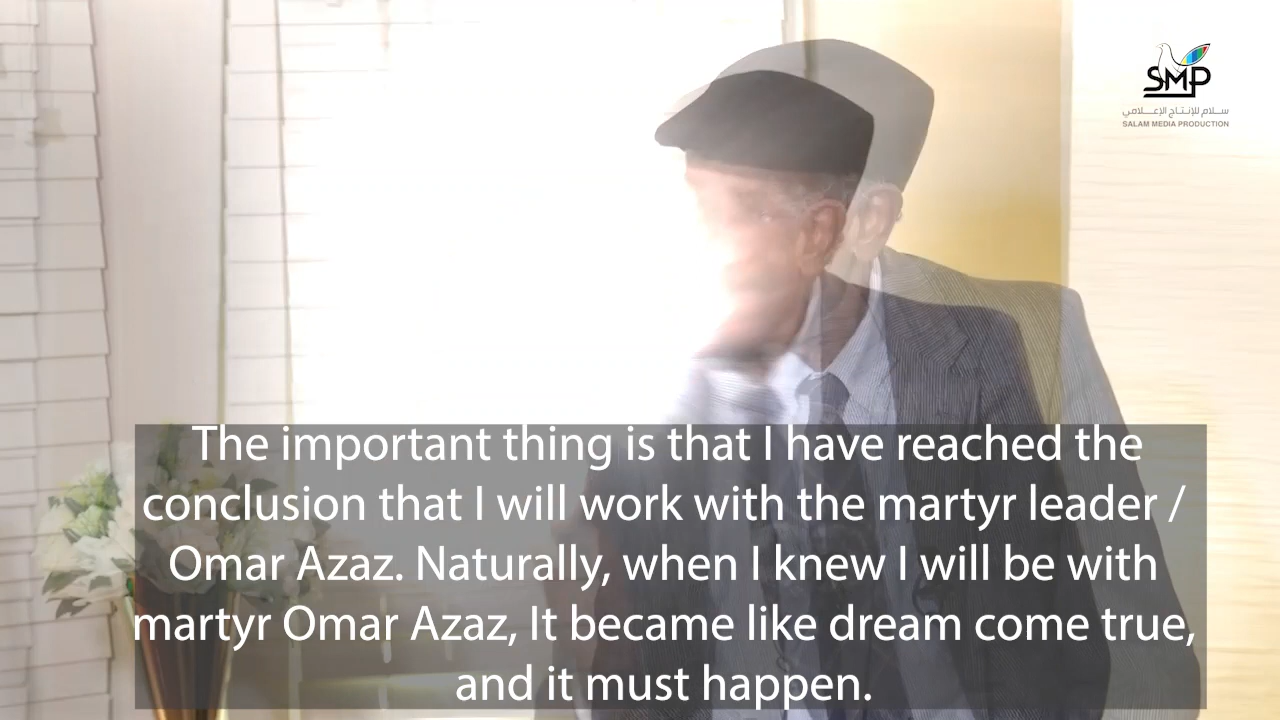 SMP
سلام للإنتاج الإعلامي
SALAM MEDIA PRODUCTION
The important thing is that I have reached the
conclusion that I will work with the martyr leader /
Omar Azaz. Naturally, when I knew I will be with
martyr Omar Azaz, It became like dream come true,
and it must happen.